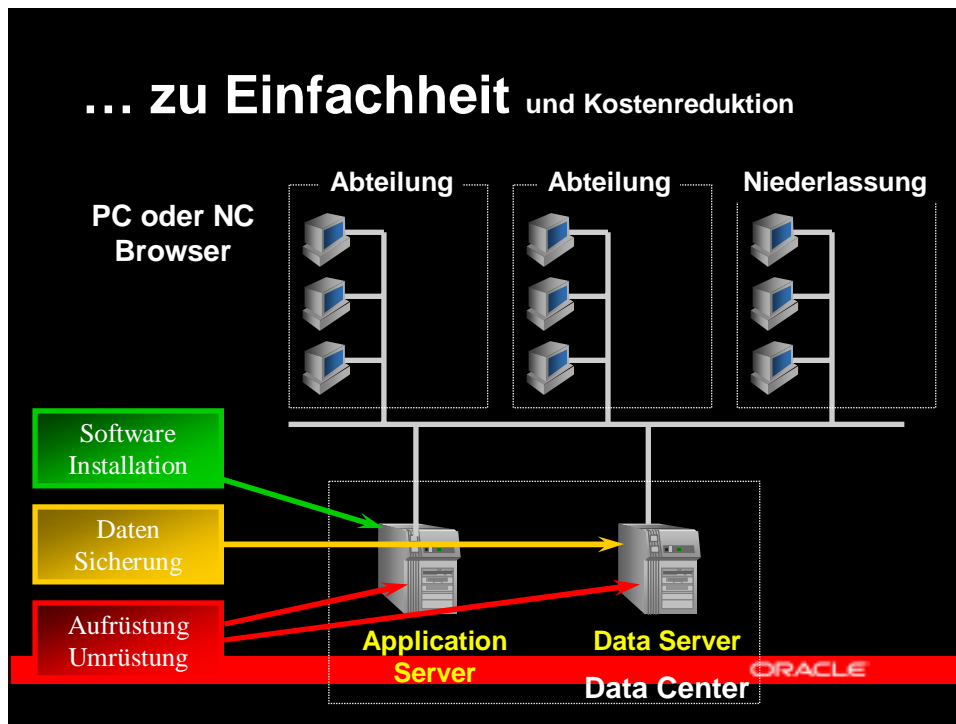 ... zu Einfachheit und Kostenreduktion
Abteilung
Abteilung
Niederlassung
PC oder NC
Browser
Software
Installation
Daten
Sicherung
Aufrüstung
Umrüstung
Application
Server
Data Server
Data Center
ORACLE